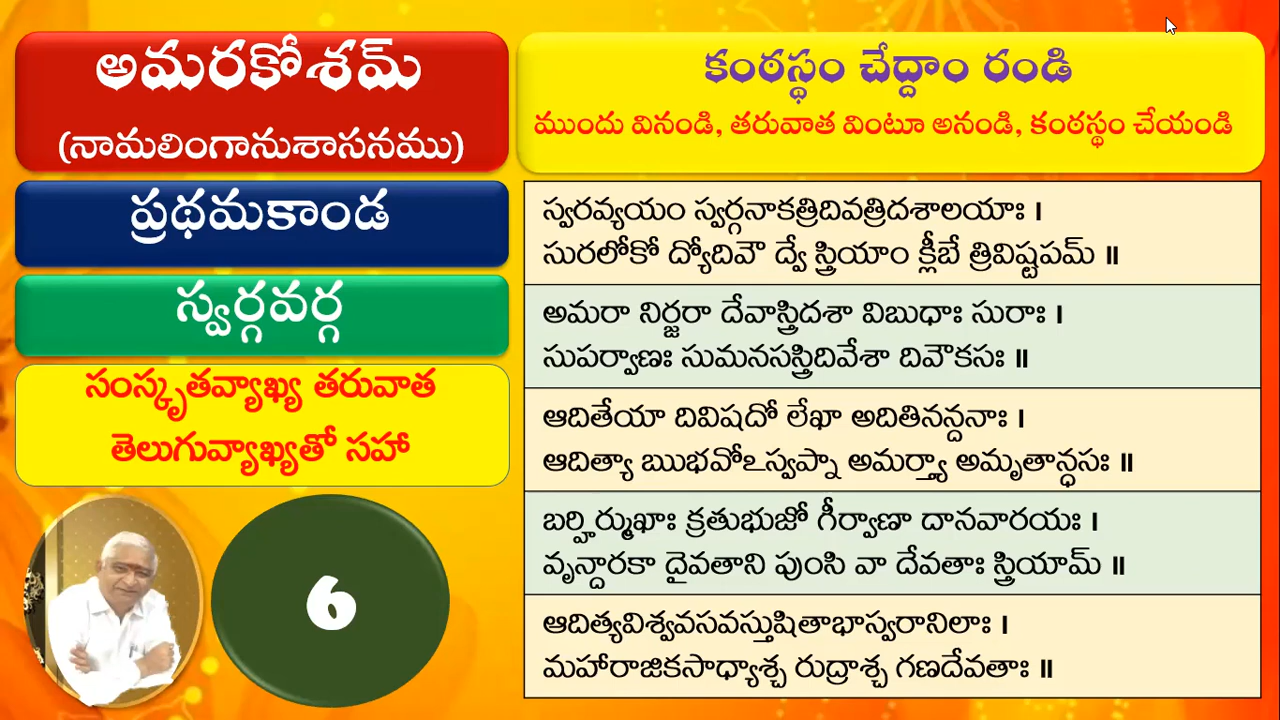 అమరకోశమ్
(నామలింగానుశాసనము)
ప్రథమకాండ
స్వర్గవర్గ
సంస్కృతవ్యాఖ్య తరువాత
తెలుగువ్యాఖ్యతో సహా
6
కంఠస్థం చేద్దాం రండి
ముందు వినండి, తరువాత వింటూ అనండి, కంఠస్థం చేయండి
స్వరవ్యయం స్వర్గనాకత్రిదివత్రిదశాలయాః ।
సురలోకో ద్యోదివౌ ద్వే స్త్రియాం క్లీబే త్రివిష్టపమ్ ॥
అమరా నిర్జరా దేవాస్త్రిదశా విబుధాః సురాః ।
సుపర్వాణః సుమనసస్త్రిదివేశా దివౌకసః ॥
ఆదితేయా దివిషదో లేఖా అదితినన్దనాః ।
ఆదిత్యా ఋభవోఽస్వప్నా అమర్త్యా అమృతాన్ధసః ॥
బర్హిర్ముఖాః క్రతుభుజో గీర్వాణా దానవారయః ।
వృన్దారకా దైవతాని పుంసి వా దేవతాః స్త్రియామ్ ॥
ఆదిత్యవిశ్వవసవస్తుషితాభాస్వరానిలాః ।
మహారాజికసాధ్యాశ్చ రుద్రాశ్చ గణదేవతాః ॥